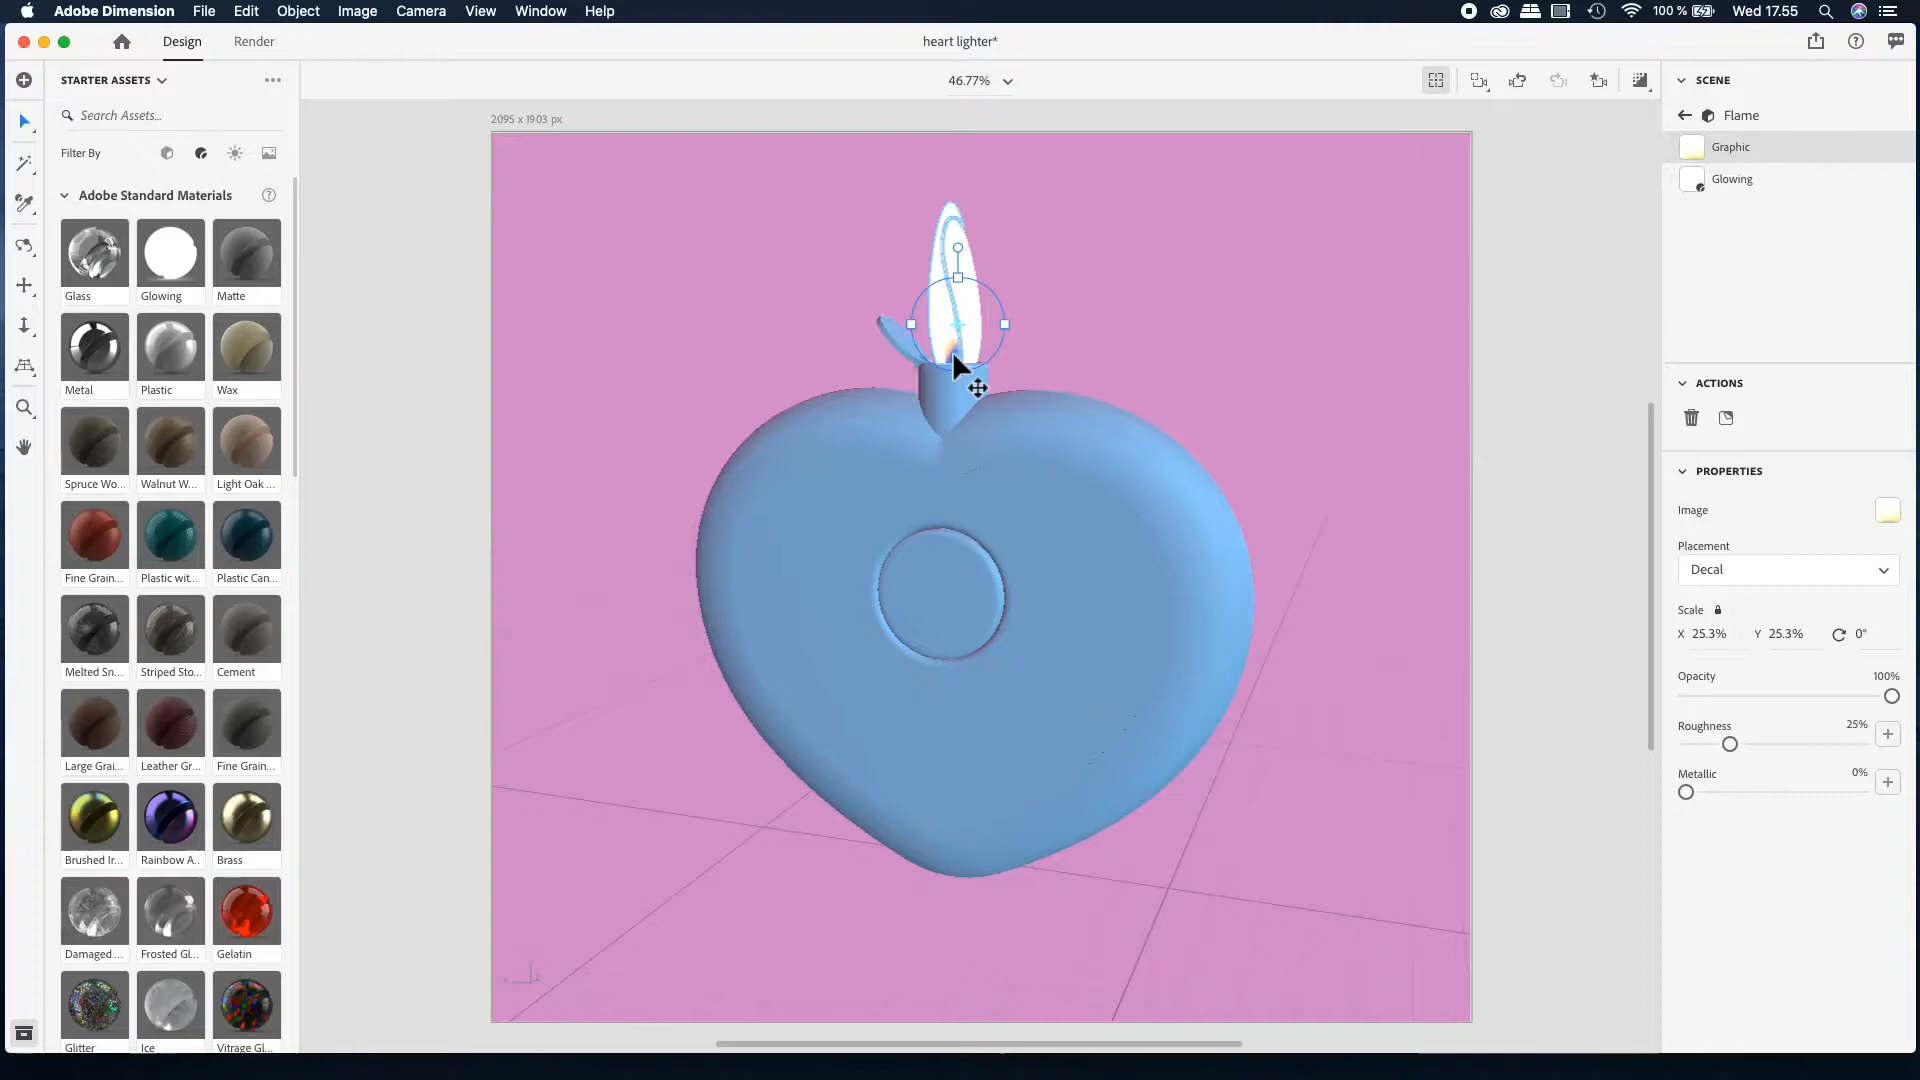 Adobe Dimension File Edit Object Image Camera View Window Help
100 % Wed 17.55
Design Render heart lighter*
STARTER ASSETS
46.77%
SCENE
Search Assets...
Flame
2095 x 1903 px
Graphic
Filter By
Glowing
Adobe Standard Materials
Glass Glowing Matte
Metal Plastic Wax
ACTIONS
Spruce Wo... Walnut W... Light Oak ...
PROPERTIES
Image
Placement
Decal
Fine Grain... Plastic wit... Plastic Can...
Scale
X 25.3% Y 25.3% 0°
Melted Sn... Striped Sto... Cement
Opacity 100%
Roughness 25%
Large Grai... Leather Gr... Fine Grain...
Metallic 0%
Brushed Ir... Rainbow A... Brass
Damaged ... Frosted Gl... Gelatin
Glitter Ice Vitrage Gl...